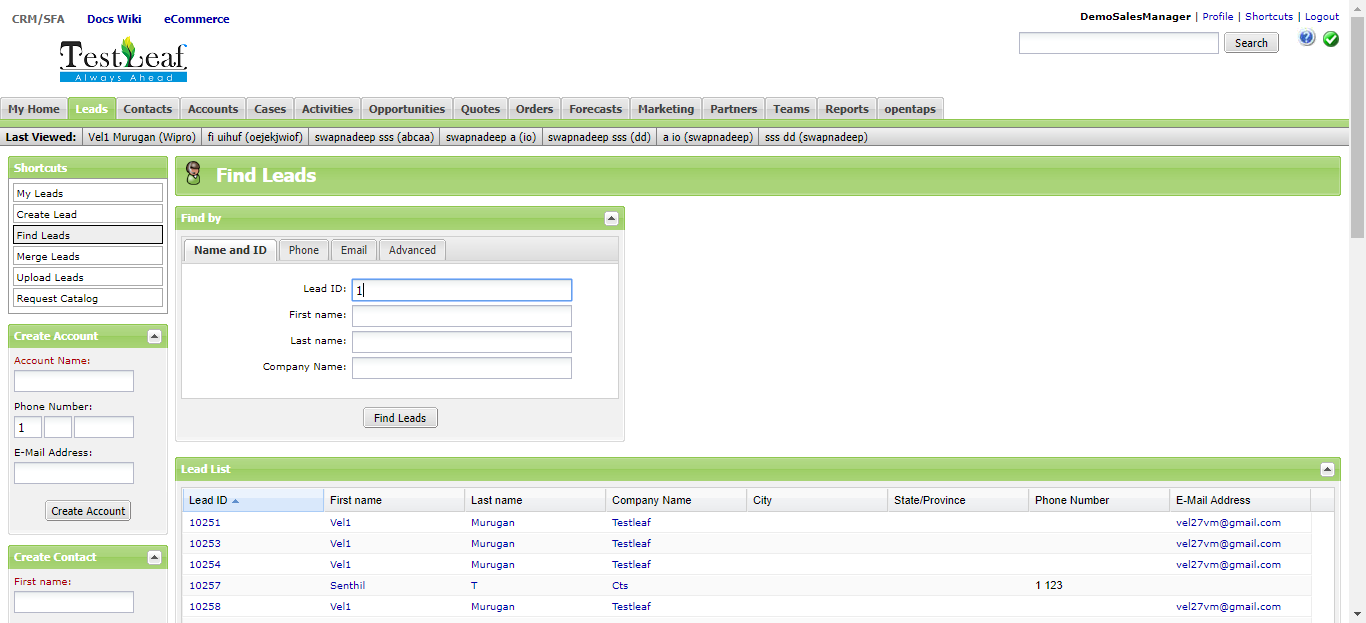 CRM/SFA Docs Wiki eCommerce
DemoSalesManager | Profile | Shortcuts | Logout
TestLeaf
Always Ahead
Search
My Home Leads Contacts Accounts Cases Activities Opportunities Quotes Orders Forecasts Marketing Partners Teams Reports opentaps
Last Viewed: Vel1 Murugan (Wipro) fi uihuf (oejekjwiof) swapnadeep sss (abcaa) swapnadeep a (io) swapnadeep sss (dd) a io (swapnadeep) sss dd (swapnadeep)
Shortcuts
My Leads
Create Lead
Find Leads
Merge Leads
Upload Leads
Request Catalog
Create Account
Account Name:
Phone Number:
1
E-Mail Address:
Create Account
Create Contact
First name:
Find Leads
Find by
Name and ID Phone Email Advanced
Lead ID: 1
First name:
Last name:
Company Name:
Find Leads
Lead List
Lead ID First name Last name Company Name City State/Province Phone Number E-Mail Address
10251 Vel1 Murugan Testleaf vel27vm@gmail.com
10253 Vel1 Murugan Testleaf vel27vm@gmail.com
10254 Vel1 Murugan Testleaf vel27vm@gmail.com
10257 Senthil T Cts 1 123
10258 Vel1 Murugan Testleaf vel27vm@gmail.com